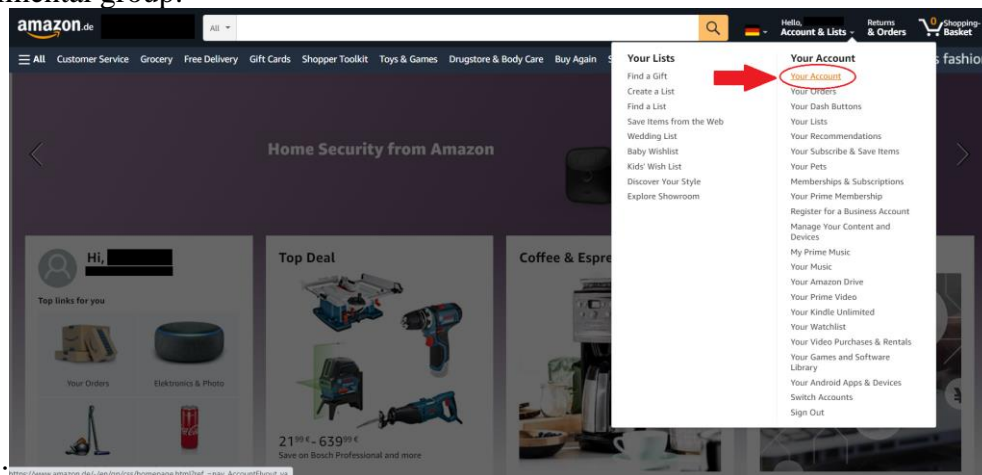 mental group.
amazon.de
All
Hello,
Account & Lists
Returns
& Orders
0
Shopping-
Basket
All Customer Service Grocery Free Delivery Gift Cards Shopper Toolkit Toys & Games Drugstore & Body Care Buy Again S
s fashio
Your Lists
Find a Gift
Create a List
Find a List
Save Items from the Web
Wedding List
Baby Wishlist
Kids' Wish List
Discover Your Style
Explore Showroom
Your Account
Your Account
Your Orders
Your Dash Buttons
Your Lists
Your Recommendations
Your Subscribe & Save Items
Your Pets
Memberships & Subscriptions
Your Prime Membership
Register for a Business Account
Manage Your Content and
Devices
My Prime Music
Your Music
Your Amazon Drive
Your Prime Video
Your Kindle Unlimited
Your Watchlist
Your Video Purchases & Rentals
Your Games and Software
Library
Your Android Apps & Devices
Switch Accounts
Sign Out
Home Security from Amazon
Hi,
Top links for you
Your Orders
Elektronics & Photo
Top Deal
2199 € - 63999 €
Save on Bosch Professional and more
Coffee & Espre
.